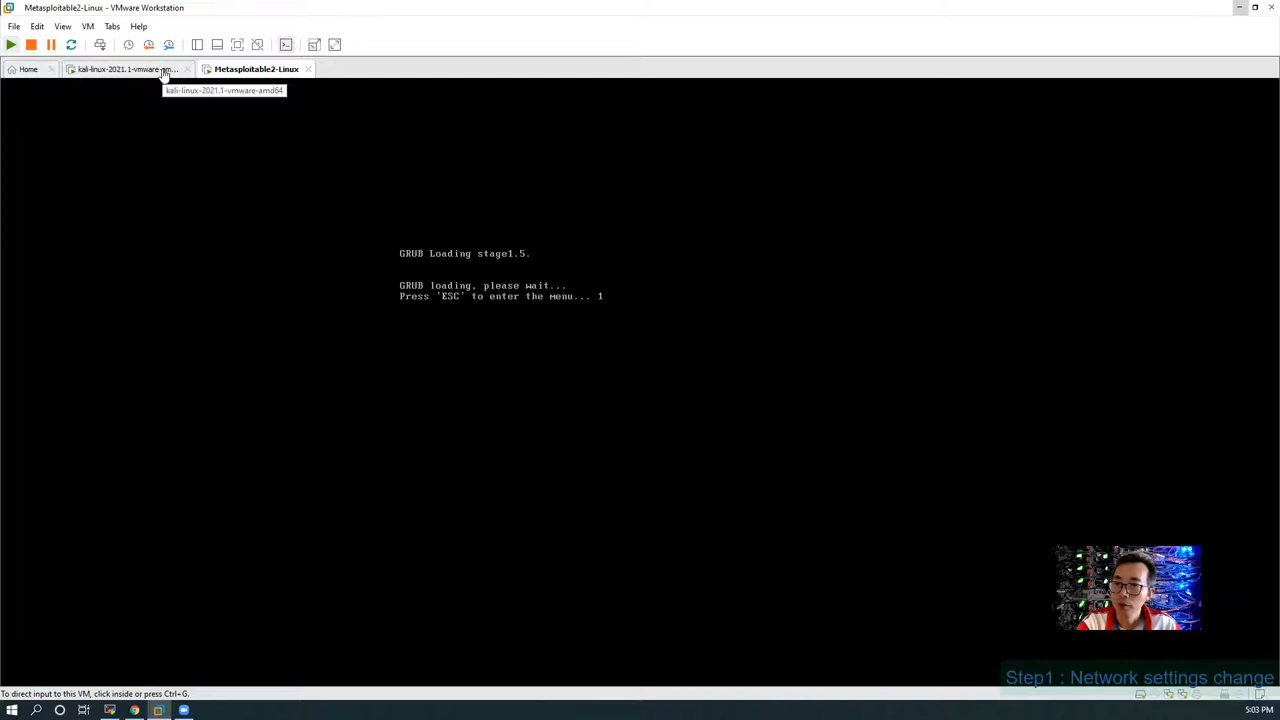 Metasploitable2-Linux - VMware Workstation
File Edit View VM Tabs Help
Home kali-linux-2021.1-vmware-am... Metasploitable2-Linux
kali-linux-2021.1-vmware-amd64
GRUB Loading stage1.5.
GRUB loading, please wait...
Press 'ESC' to enter the menu... 1
To direct input to this VM, click inside or press Ctrl+G.
Step1 : Network settings change
5:03 PM